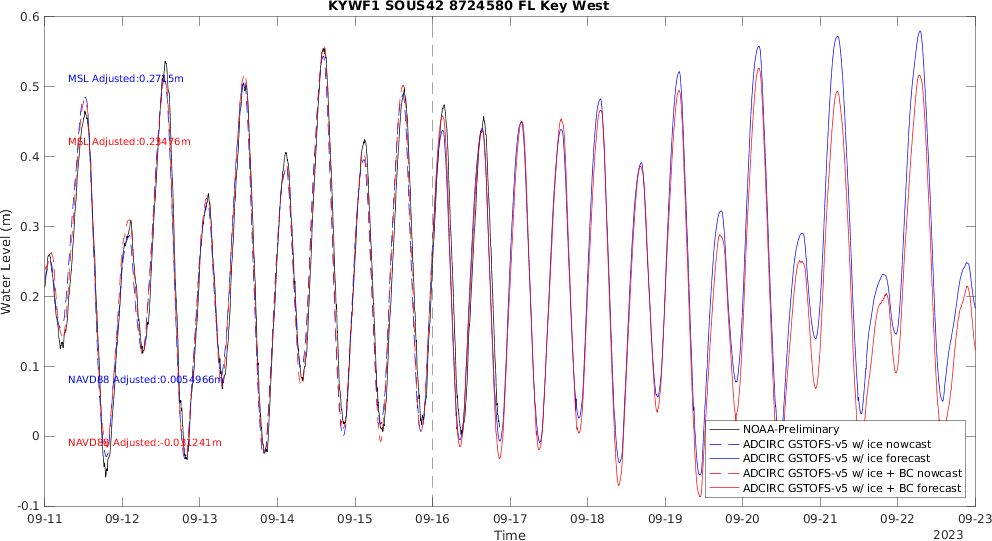 KYWF1 SOUS42 8724580 FL Key West
Water Level (m)
0.6
0.5
0.4
0.3
0.2
0.1
0
-0.1
MSL Adjusted:0.2715m
MSL Adjusted:0.23476m
NAVD88 Adjusted:0.0054966m
NAVD88 Adjusted:-0.031241m
NOAA-Preliminary
ADCIRC GSTOFS-v5 w/ ice nowcast
ADCIRC GSTOFS-v5 w/ ice forecast
ADCIRC GSTOFS-v5 w/ ice + BC nowcast
ADCIRC GSTOFS-v5 w/ ice + BC forecast
09-11 09-12 09-13 09-14 09-15 09-16 09-17 09-18 09-19 09-20 09-21 09-22 09-23
Time
2023